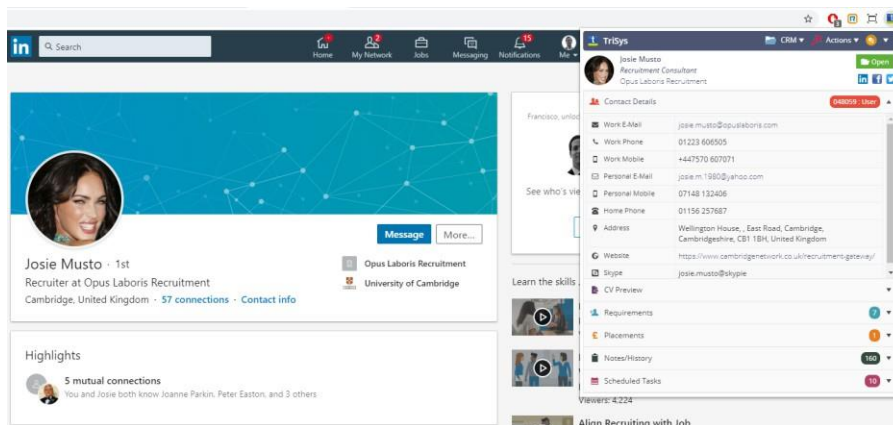 in
Search
Home
My Network
Jobs
Messaging
15
Notifications
Me
Josie Musto · 1st
Recruiter at Opus Laboris Recruitment
Cambridge, United Kingdom · 57 connections · Contact info
Message
More...
Opus Laboris Recruitment
University of Cambridge
Highlights
5 mutual connections
You and Josie both know Joanne Parkin, Peter Easton, and 3 others
Francisco,
See who's
Learn the skills
Viewers: 4,224
Align Recruiting with Job
TriSys
CRM
Actions
Josie Musto
Recruitment Consultant
Opus Laboris Recruitment
Open
Contact Details
048059 : User
Work E-Mail josie.musto@opuslaboris.com
Work Phone 01223 606505
Work Mobile +447570 607071
Personal E-Mail josie.m.1980@yahoo.com
Personal Mobile 07148 132406
Home Phone 01156 257687
Address Wellington House, , East Road, Cambridge,
Cambridgeshire, CB1 1BH, United Kingdom
Website https://www.cambridgenetwork.co.uk/recruitment-gateway/
Skype josie.musto@skypie
CV Preview
Requirements 7
Placements 1
Notes/History 160
Scheduled Tasks 10